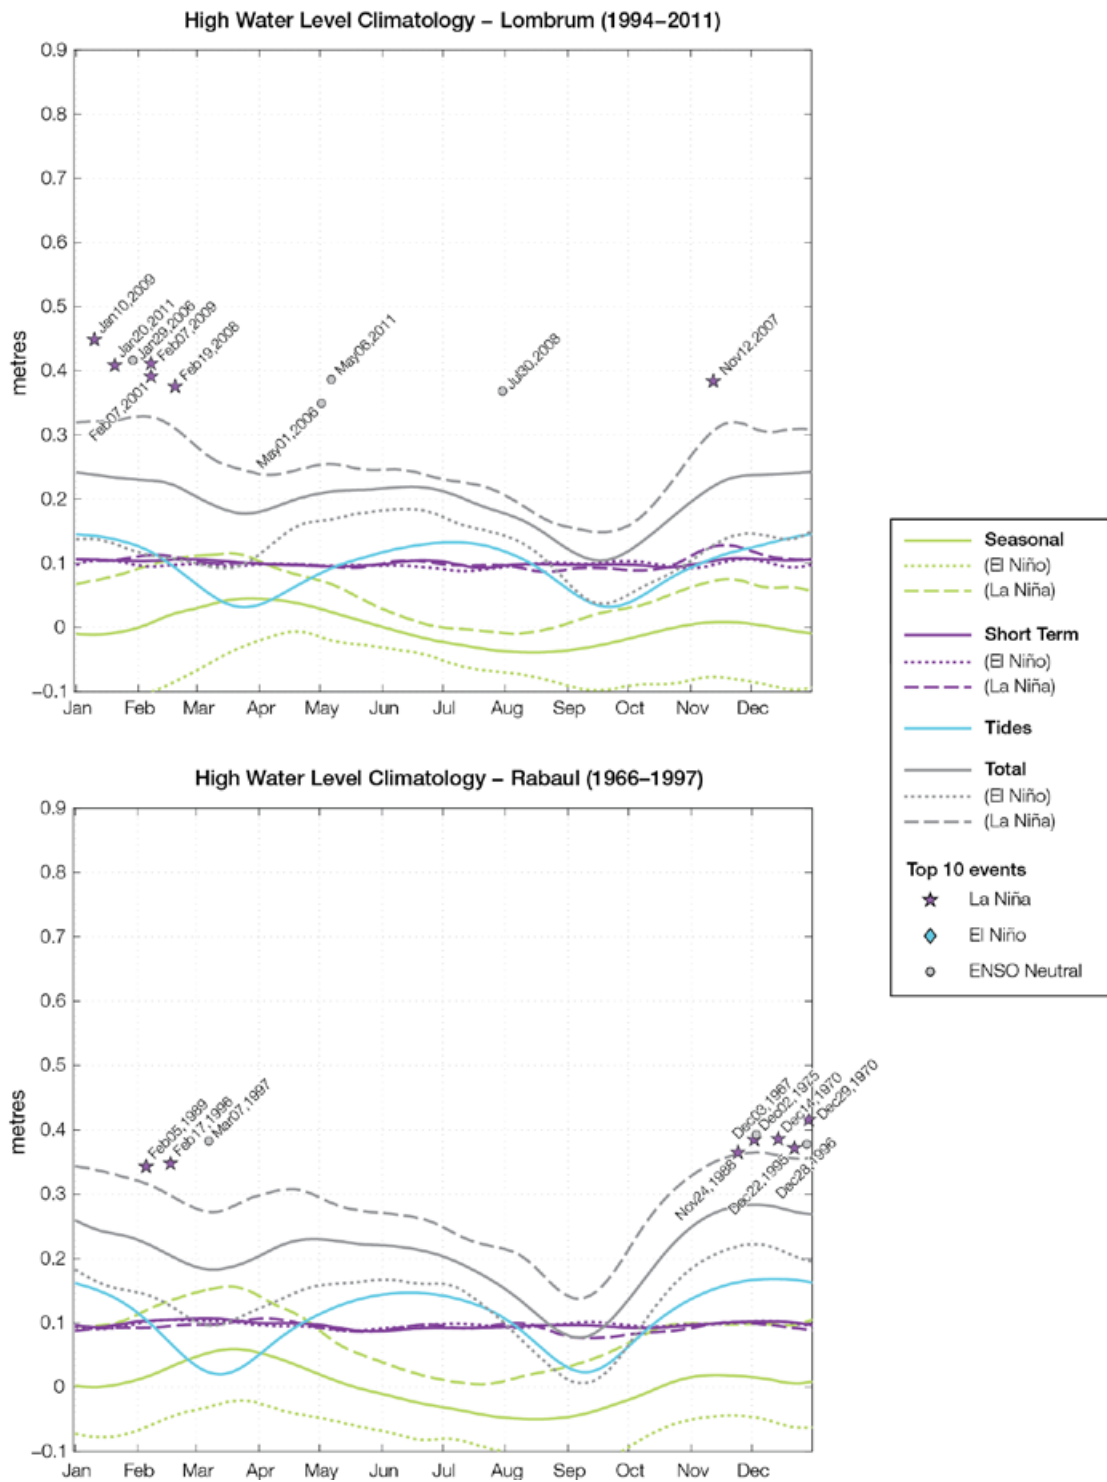 High Water Level Climatology – Lombrum (1994–2011)
0.9
0.8
0.7
0.6
0.5
0.4
0.3
0.2
0.1
0
–0.1
metres
Jan10,2009
Jan20,2011
Jan29,2006
Feb07,2009
Feb19,2008
Feb07,2001
May01,2006
May08,2011
Jul30,2008
Nov12,2007
Jan Feb Mar Apr May Jun Jul Aug Sep Oct Nov Dec
Seasonal
(El Niño)
(La Niña)
Short Term
(El Niño)
(La Niña)
Tides
Total
(El Niño)
(La Niña)
Top 10 events
La Niña
El Niño
ENSO Neutral
High Water Level Climatology – Rabaul (1966–1997)
0.9
0.8
0.7
0.6
0.5
0.4
0.3
0.2
0.1
0
–0.1
metres
Feb05,1989
Feb17,1996
Mar07,1997
Nov24,1988
Dec03,1967
Dec02,1975
Dec14,1970
Dec29,1970
Dec22,1995
Dec28,1996
Jan Feb Mar Apr May Jun Jul Aug Sep Oct Nov Dec